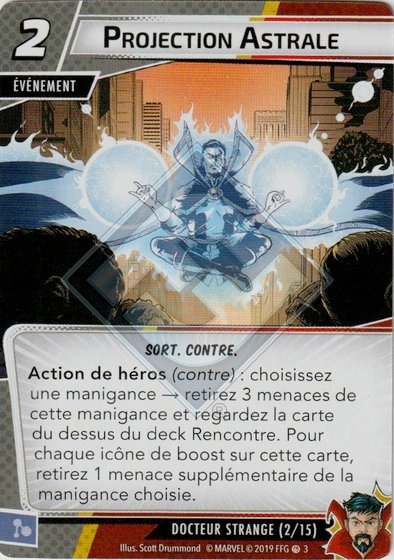 2
PROJECTION ASTRALE
ÉVÉNEMENT
SORT. CONTRE.
Action de héros (contre) : choisissez
une manigance → retirez 3 menaces de
cette manigance et regardez la carte
du dessus du deck Rencontre. Pour
chaque icône de boost sur cette carte,
retirez 1 menace supplémentaire de la
manigance choisie.
DOCTEUR STRANGE (2/15)
Illus. Scott Drummond © MARVEL © 2019 FFG 3